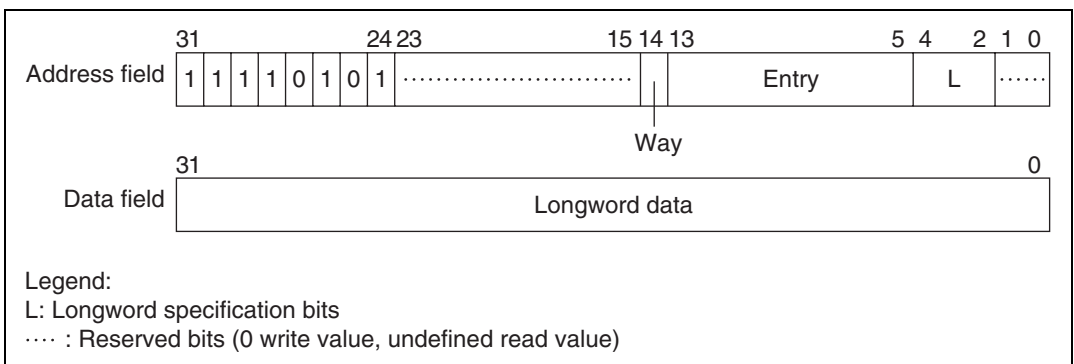 31 24 23 15 14 13 5 4 2 1 0
Address field 1 1 1 1 0 1 0 1 Entry L
Way
31 0
Data field Longword data
Legend:
L: Longword specification bits
···· : Reserved bits (0 write value, undefined read value)